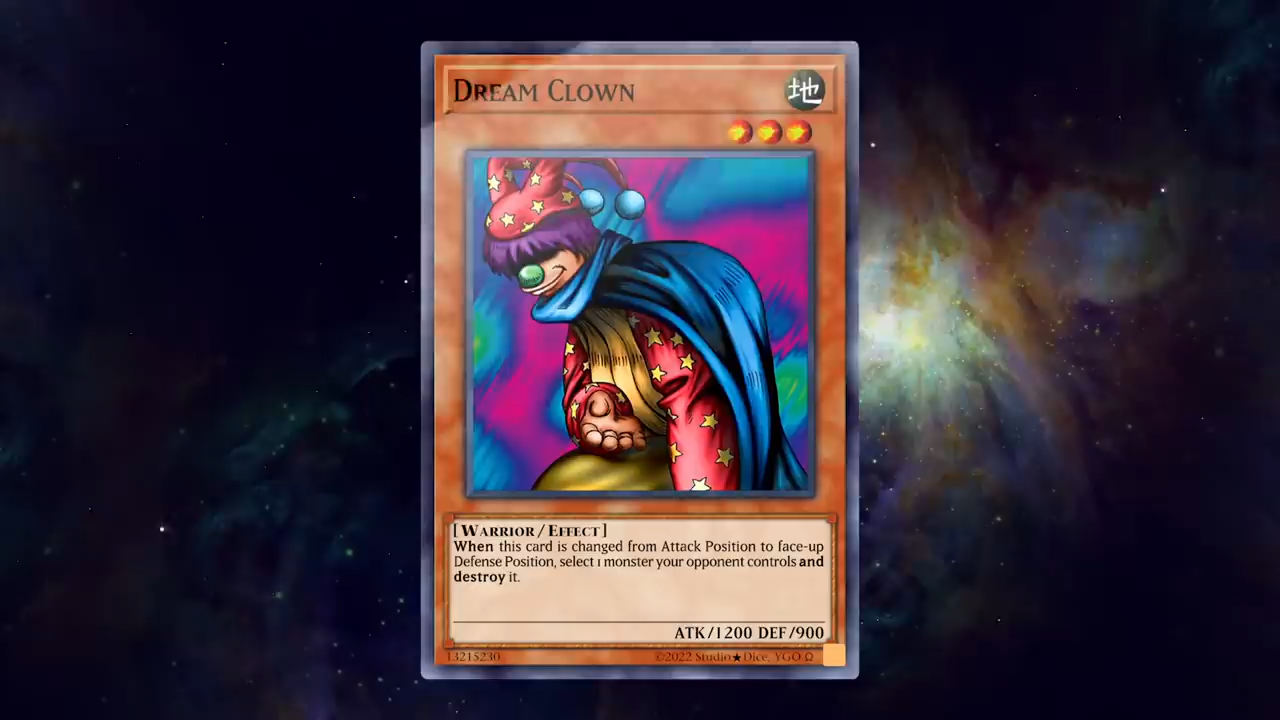 Dream Clown
地
[Warrior/Effect]
When this card is changed from Attack Position to face-up
Defense Position, select 1 monster your opponent controls and
destroy it.
ATK/1200 DEF/900
13215230 ©2022 Studio★Dice, YGO Ω